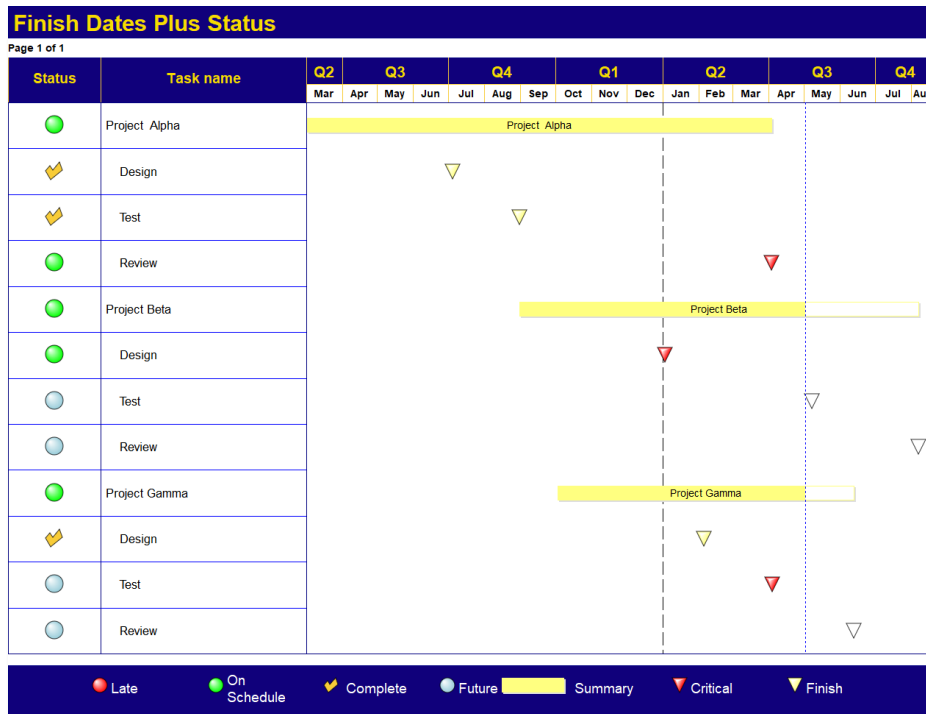 Finish Dates Plus Status
Page 1 of 1
Status Task name Q2 Q3 Q4 Q1 Q2 Q3 Q4
Mar Apr May Jun Jul Aug Sep Oct Nov Dec Jan Feb Mar Apr May Jun Jul Au
Project Alpha Project Alpha
Design
Test
Review
Project Beta Project Beta
Design
Test
Review
Project Gamma Project Gamma
Design
Test
Review
Late On Schedule Complete Future Summary Critical Finish